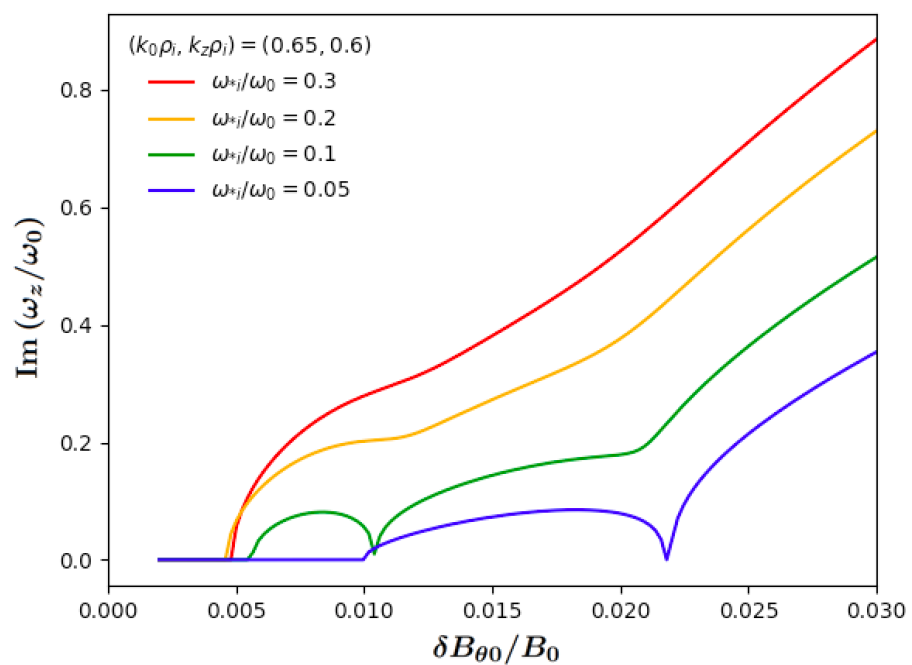 (k₀ρᵢ, k_zρᵢ) = (0.65, 0.6)
ω*ᵢ/ω₀ = 0.3
ω*ᵢ/ω₀ = 0.2
ω*ᵢ/ω₀ = 0.1
ω*ᵢ/ω₀ = 0.05
Im (ω_z/ω₀)
0.8
0.6
0.4
0.2
0.0
0.000 0.005 0.010 0.015 0.020 0.025 0.030
δB_θ0/B₀